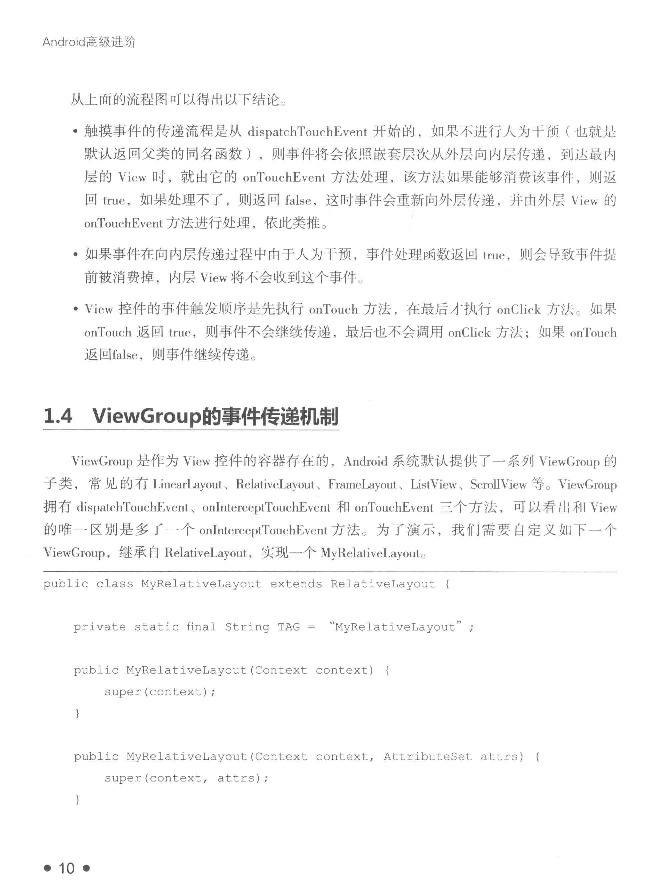 Android高级进阶
从上面的流程图可以得出以下结论。
• 触摸事件的传递流程是从 dispatchTouchEvent 开始的，如果不进行人为干预（也就是
默认返回父类的同名函数），则事件将会依照嵌套层次从外层向内层传递，到达最内
层的 View 时，就由它的 onTouchEvent 方法处理，该方法如果能够消费该事件，则返
回 true，如果处理不了，则返回 false，这时事件会重新向外层传递，并由外层 View 的
onTouchEvent 方法进行处理，依此类推。
• 如果事件在向内层传递过程中由于人为干预，事件处理函数返回 true，则会导致事件提
前被消费掉，内层 View 将不会收到这个事件。
• View 控件的事件触发顺序是先执行 onTouch 方法，在最后才执行 onClick 方法。如果
onTouch 返回 true，则事件不会继续传递，最后也不会调用 onClick 方法；如果 onTouch
返回false，则事件继续传递。
1.4 ViewGroup的事件传递机制
ViewGroup 是作为 View 控件的容器存在的，Android 系统默认提供了一系列 ViewGroup 的
子类，常见的有 LinearLayout、RelativeLayout、FrameLayout、ListView、ScrollView 等。ViewGroup
拥有 dispatchTouchEvent、onInterceptTouchEvent 和 onTouchEvent 三个方法，可以看出和 View
的唯一区别是多了一个 onInterceptTouchEvent 方法。为了演示，我们需要自定义如下一个
ViewGroup，继承自 RelativeLayout，实现一个 MyRelativeLayout。
public class MyRelativeLayout extends RelativeLayout {
private static final String TAG = “MyRelativeLayout”;
public MyRelativeLayout(Context context) {
super(context);
}
public MyRelativeLayout(Context context, AttributeSet attrs) {
super(context, attrs);
}
• 10 •